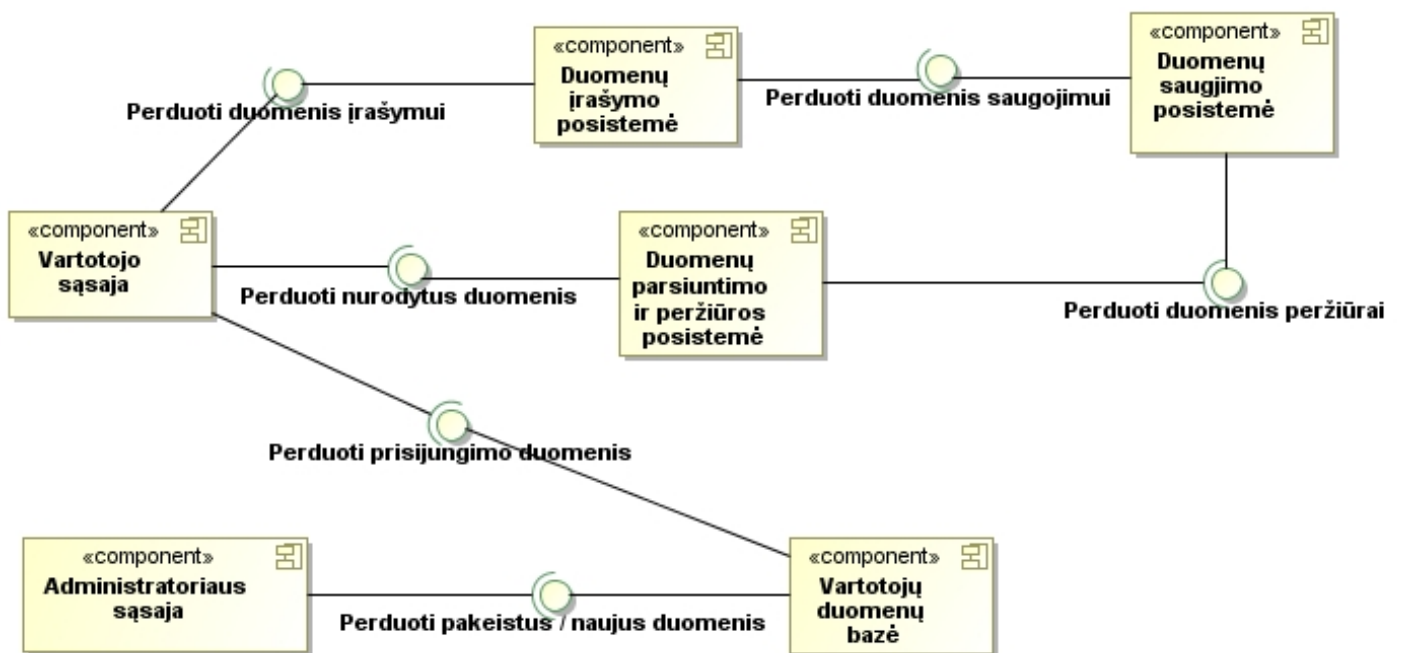 «component»
Duomenų
įrašymo
posistemė
«component»
Duomenų
saugjimo
posistemė
Perduoti duomenis įrašymui
Perduoti duomenis saugojimui
«component»
Vartotojo
sąsaja
«component»
Duomenų
parsiuntimo
ir peržiūros
posistemė
Perduoti nurodytus duomenis
Perduoti duomenis peržiūrai
Perduoti prisijungimo duomenis
«component»
Administratoriaus
sąsaja
«component»
Vartotojų
duomenų
bazė
Perduoti pakeistus / naujus duomenis